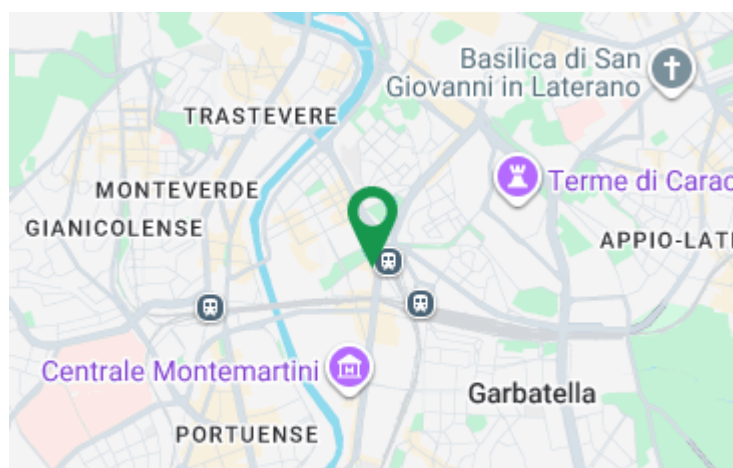 Basilica di San
Giovanni in Laterano
TRASTEVERE
MONTEVERDE
Terme di Carac
GIANICOLENSE
APPIO-LATI
Centrale Montemartini
Garbatella
PORTUENSE